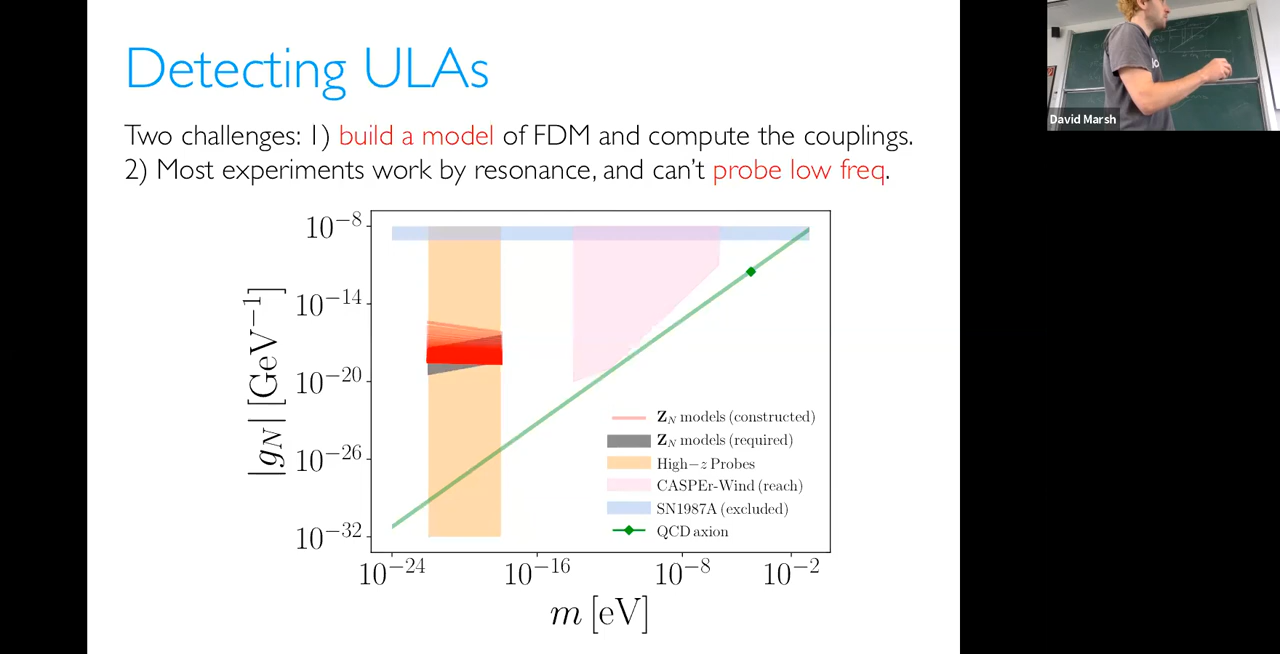 Detecting ULAs
Two challenges: 1) build a model of FDM and compute the couplings.
2) Most experiments work by resonance, and can't probe low freq.
10⁻⁸
10⁻¹⁴
10⁻²⁰
10⁻²⁶
10⁻³²
|g_N| [GeV⁻¹]
Z_N models (constructed)
Z_N models (required)
High−z Probes
CASPEr-Wind (reach)
SN1987A (excluded)
QCD axion
10⁻²⁴
10⁻¹⁶
10⁻⁸
10⁻²
m [eV]
David Marsh